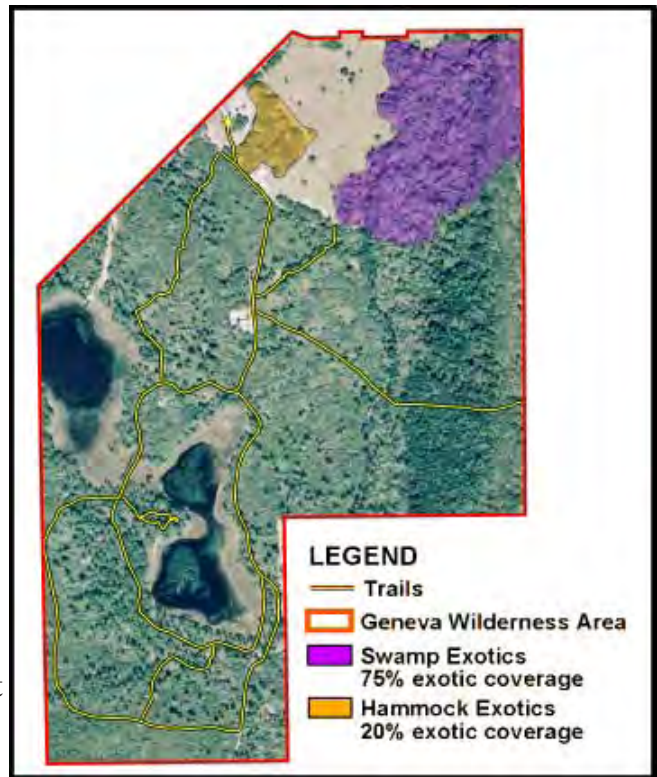 LEGEND
Trails
Geneva Wilderness Area
Swamp Exotics
75% exotic coverage
Hammock Exotics
20% exotic coverage
t